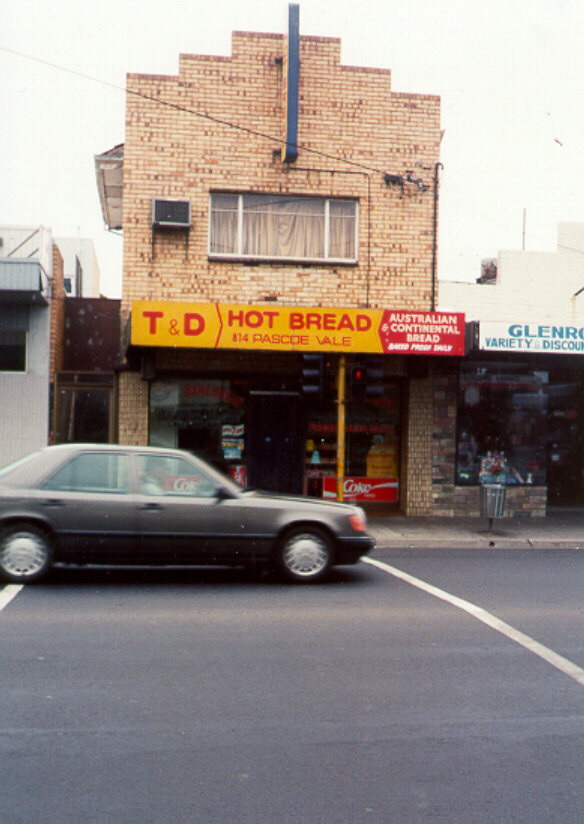 T & D
HOT BREAD
814 PASCOE VALE
AUSTRALIAN
& CONTINENTAL
BREAD
BAKED FRESH DAILY
GLENRO
VARIETY & DISCOU
Coke
Coke